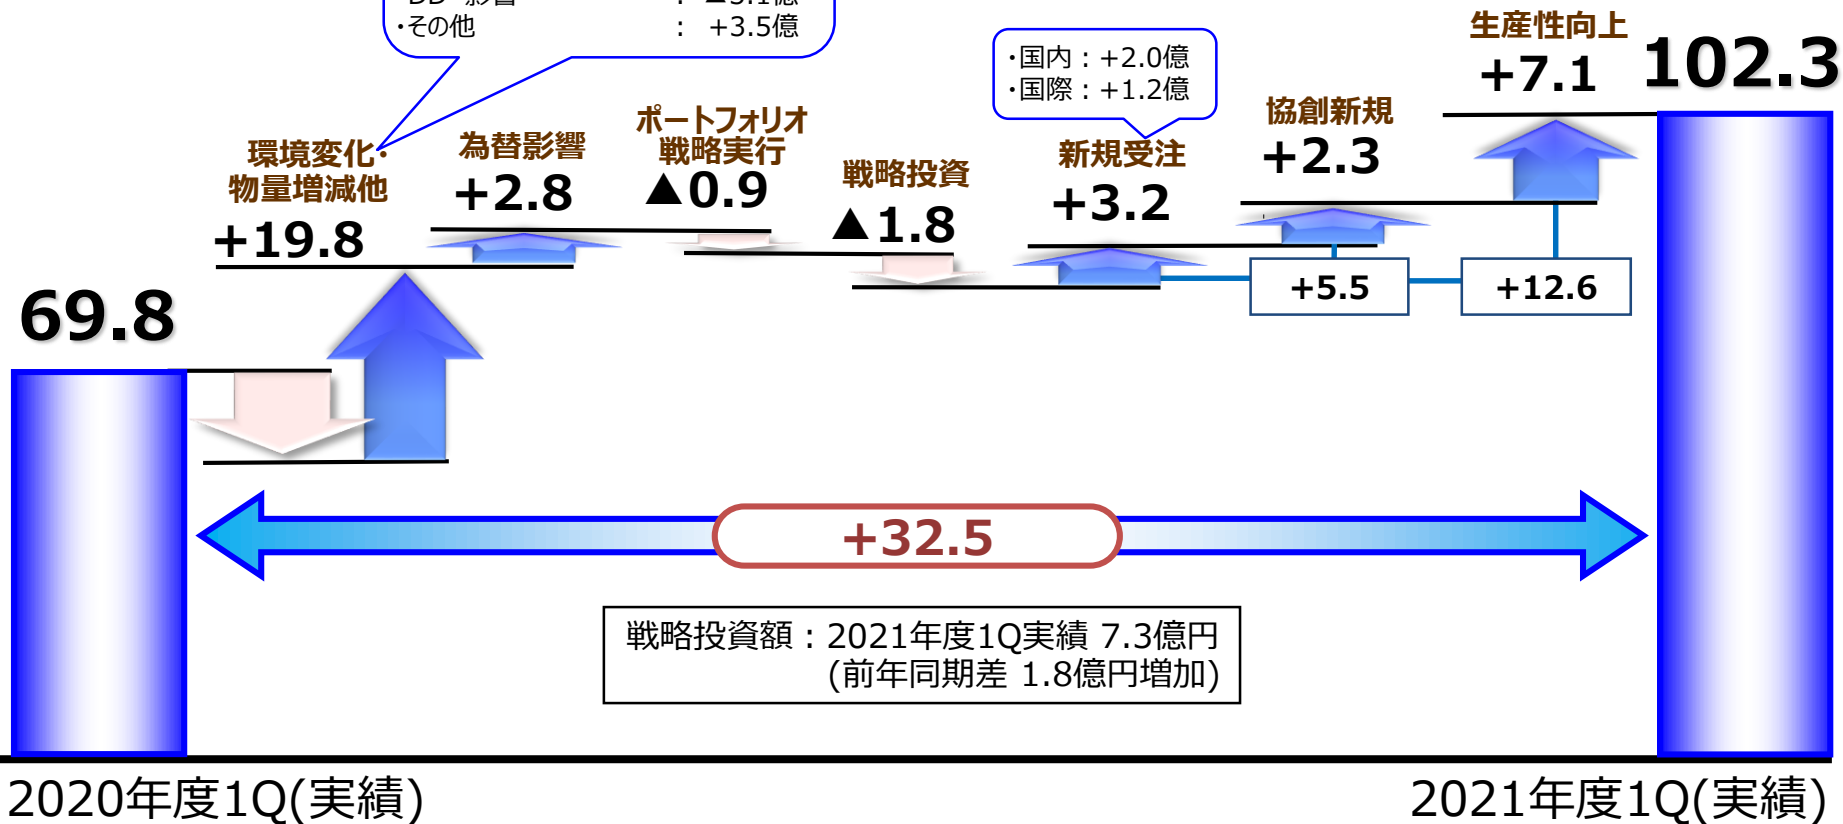 ・その他 : +3.5億
・国内：+2.0億
・国際：+1.2億
環境変化・
物量増減他
+19.8
為替影響
+2.8
ポートフォリオ
戦略実行
▲0.9
戦略投資
▲1.8
新規受注
+3.2
協創新規
+2.3
生産性向上
+7.1
69.8
102.3
+5.5
+12.6
+32.5
戦略投資額：2021年度1Q実績 7.3億円
(前年同期差 1.8億円増加)
2020年度1Q(実績)
2021年度1Q(実績)